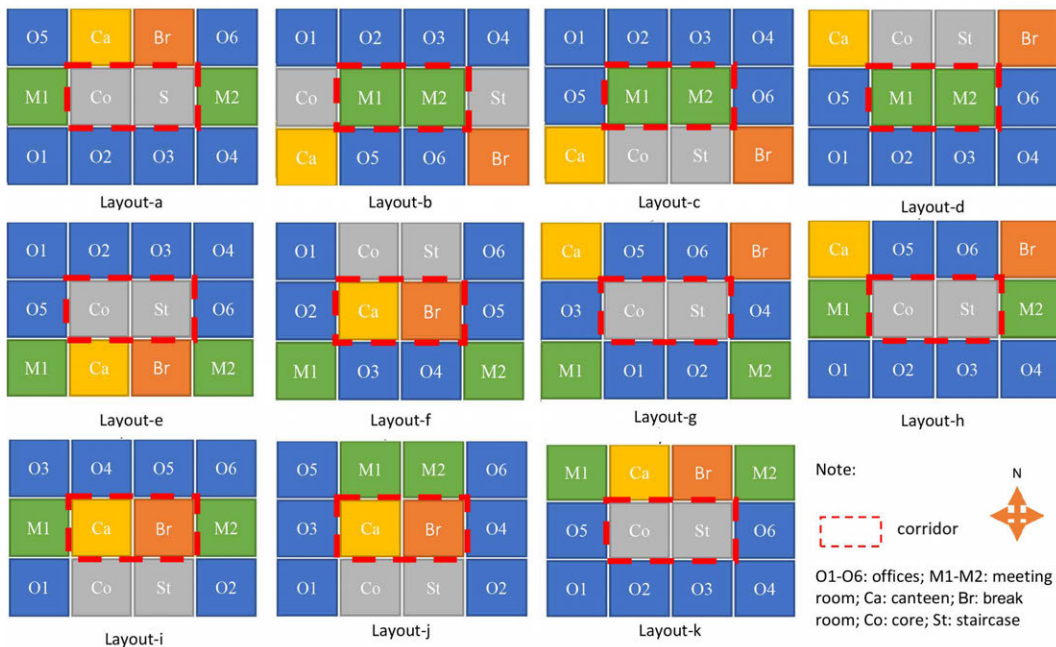 O5 Ca Br O6
M1 Co S M2
O1 O2 O3 O4
Layout-a
O1 O2 O3 O4
Co M1 M2 St
Ca O5 O6 Br
Layout-b
O1 O2 O3 O4
O5 M1 M2 O6
Ca Co St Br
Layout-c
Ca Co St Br
O5 M1 M2 O6
O1 O2 O3 O4
Layout-d
O1 O2 O3 O4
O5 Co St O6
M1 Ca Br M2
Layout-e
O1 Co St O6
O2 Ca Br O5
M1 O3 O4 M2
Layout-f
Ca O5 O6 Br
O3 Co St O4
M1 O1 O2 M2
Layout-g
Ca O5 O6 Br
M1 Co St M2
O1 O2 O3 O4
Layout-h
O3 O4 O5 O6
M1 Ca Br M2
O1 Co St O2
Layout-i
O5 M1 M2 O6
O3 Ca Br O4
O1 Co St O2
Layout-j
M1 Ca Br M2
O5 Co St O6
O1 O2 O3 O4
Layout-k
Note:
N
corridor
O1-O6: offices; M1-M2: meeting
room; Ca: canteen; Br: break
room; Co: core; St: staircase